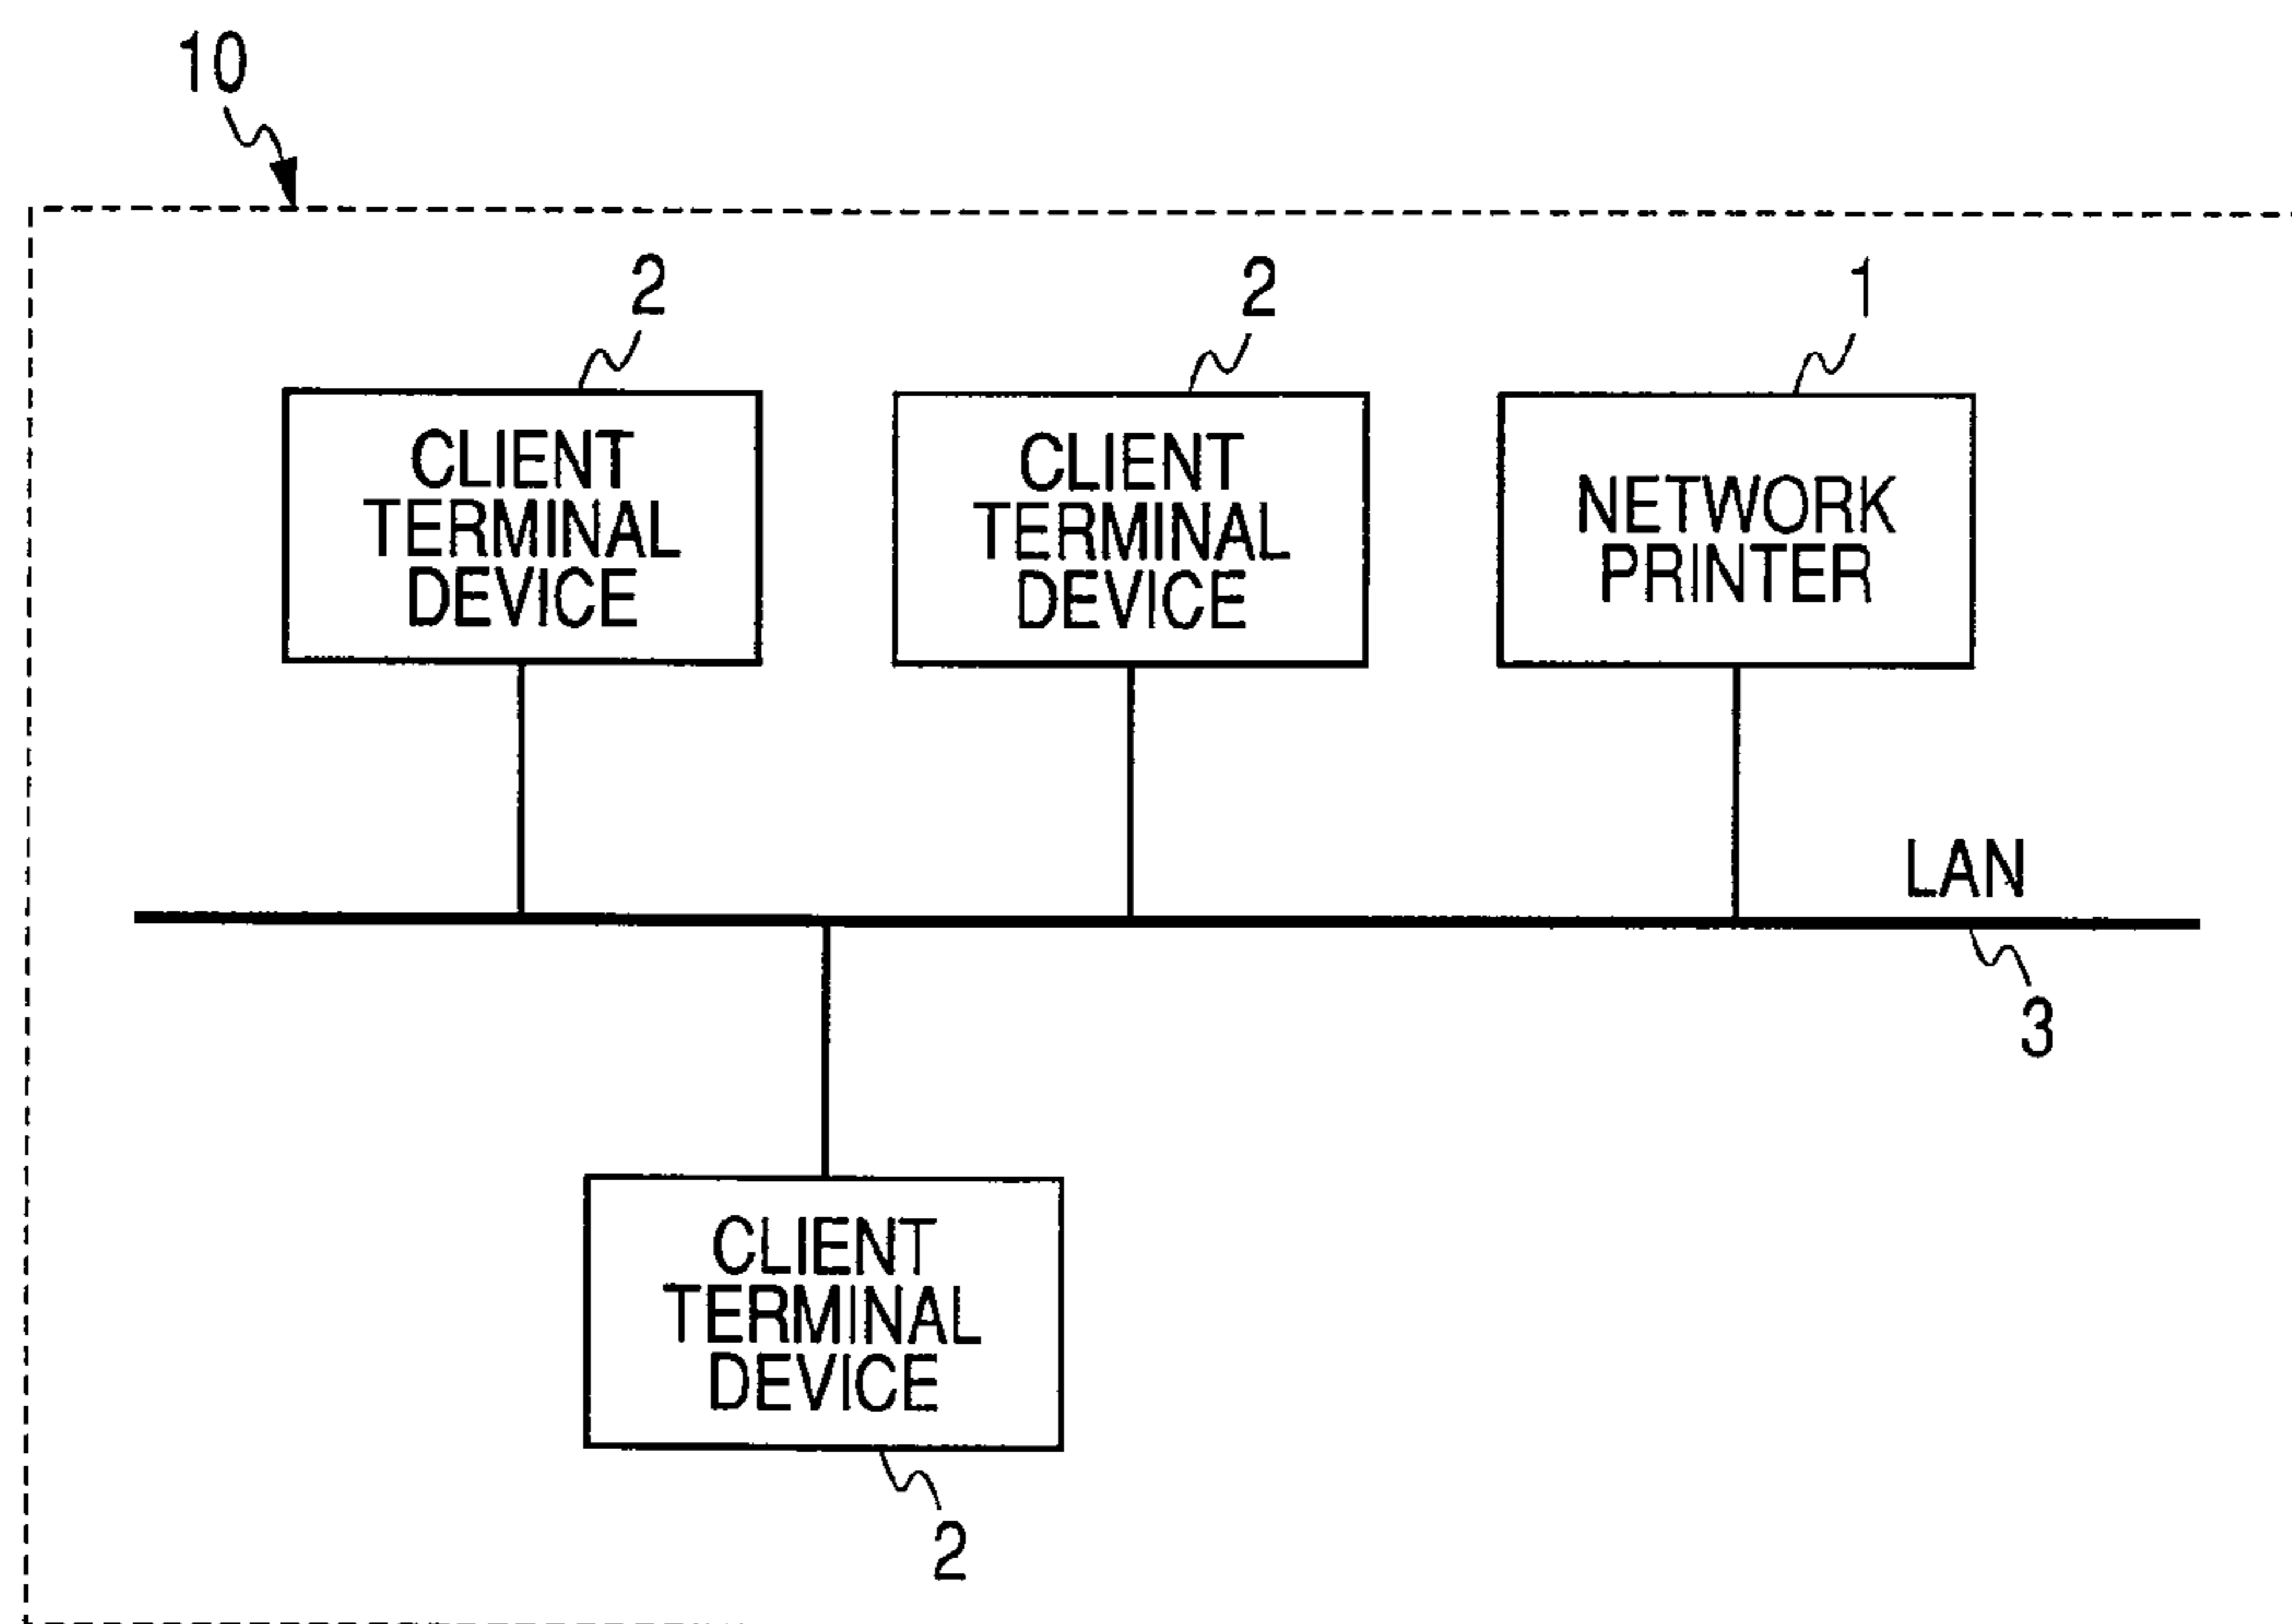 10
2
2
1
CLIENT
TERMINAL
DEVICE
CLIENT
TERMINAL
DEVICE
NETWORK
PRINTER
LAN
3
CLIENT
TERMINAL
DEVICE
2